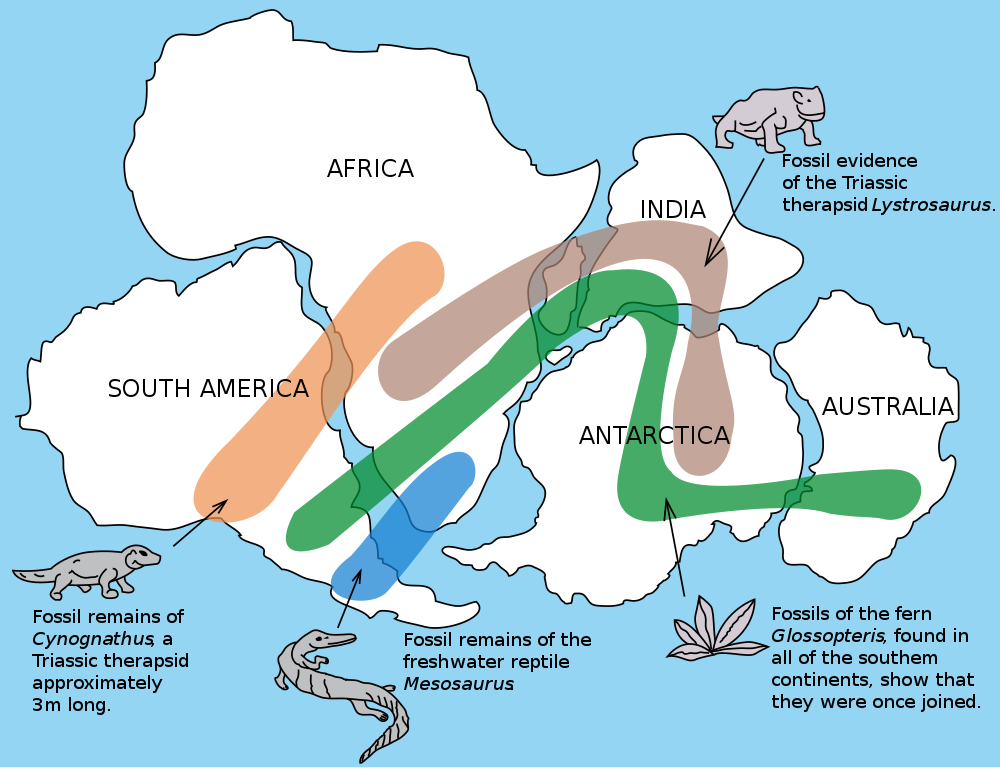 AFRICA
INDIA
Fossil evidence
of the Triassic
therapsid Lystrosaurus.
SOUTH AMERICA
ANTARCTICA
AUSTRALIA
Fossil remains of
Cynognathus, a
Triassic therapsid
approximately
3m long.
Fossil remains of the
freshwater reptile
Mesosaurus.
Fossils of the fern
Glossopteris, found in
all of the southem
continents, show that
they were once joined.